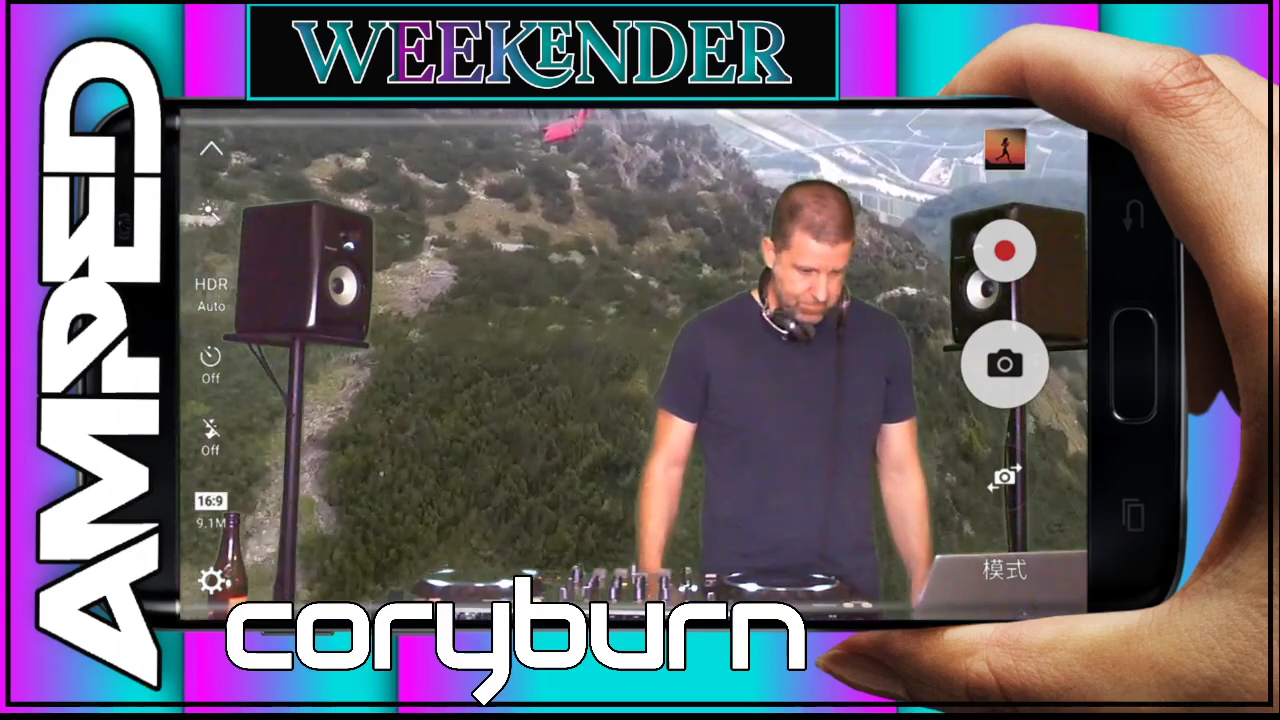 WEEKENDER
AMPED
HDR
Auto
Off
Off
16:9
9.1M
模式
coryburn